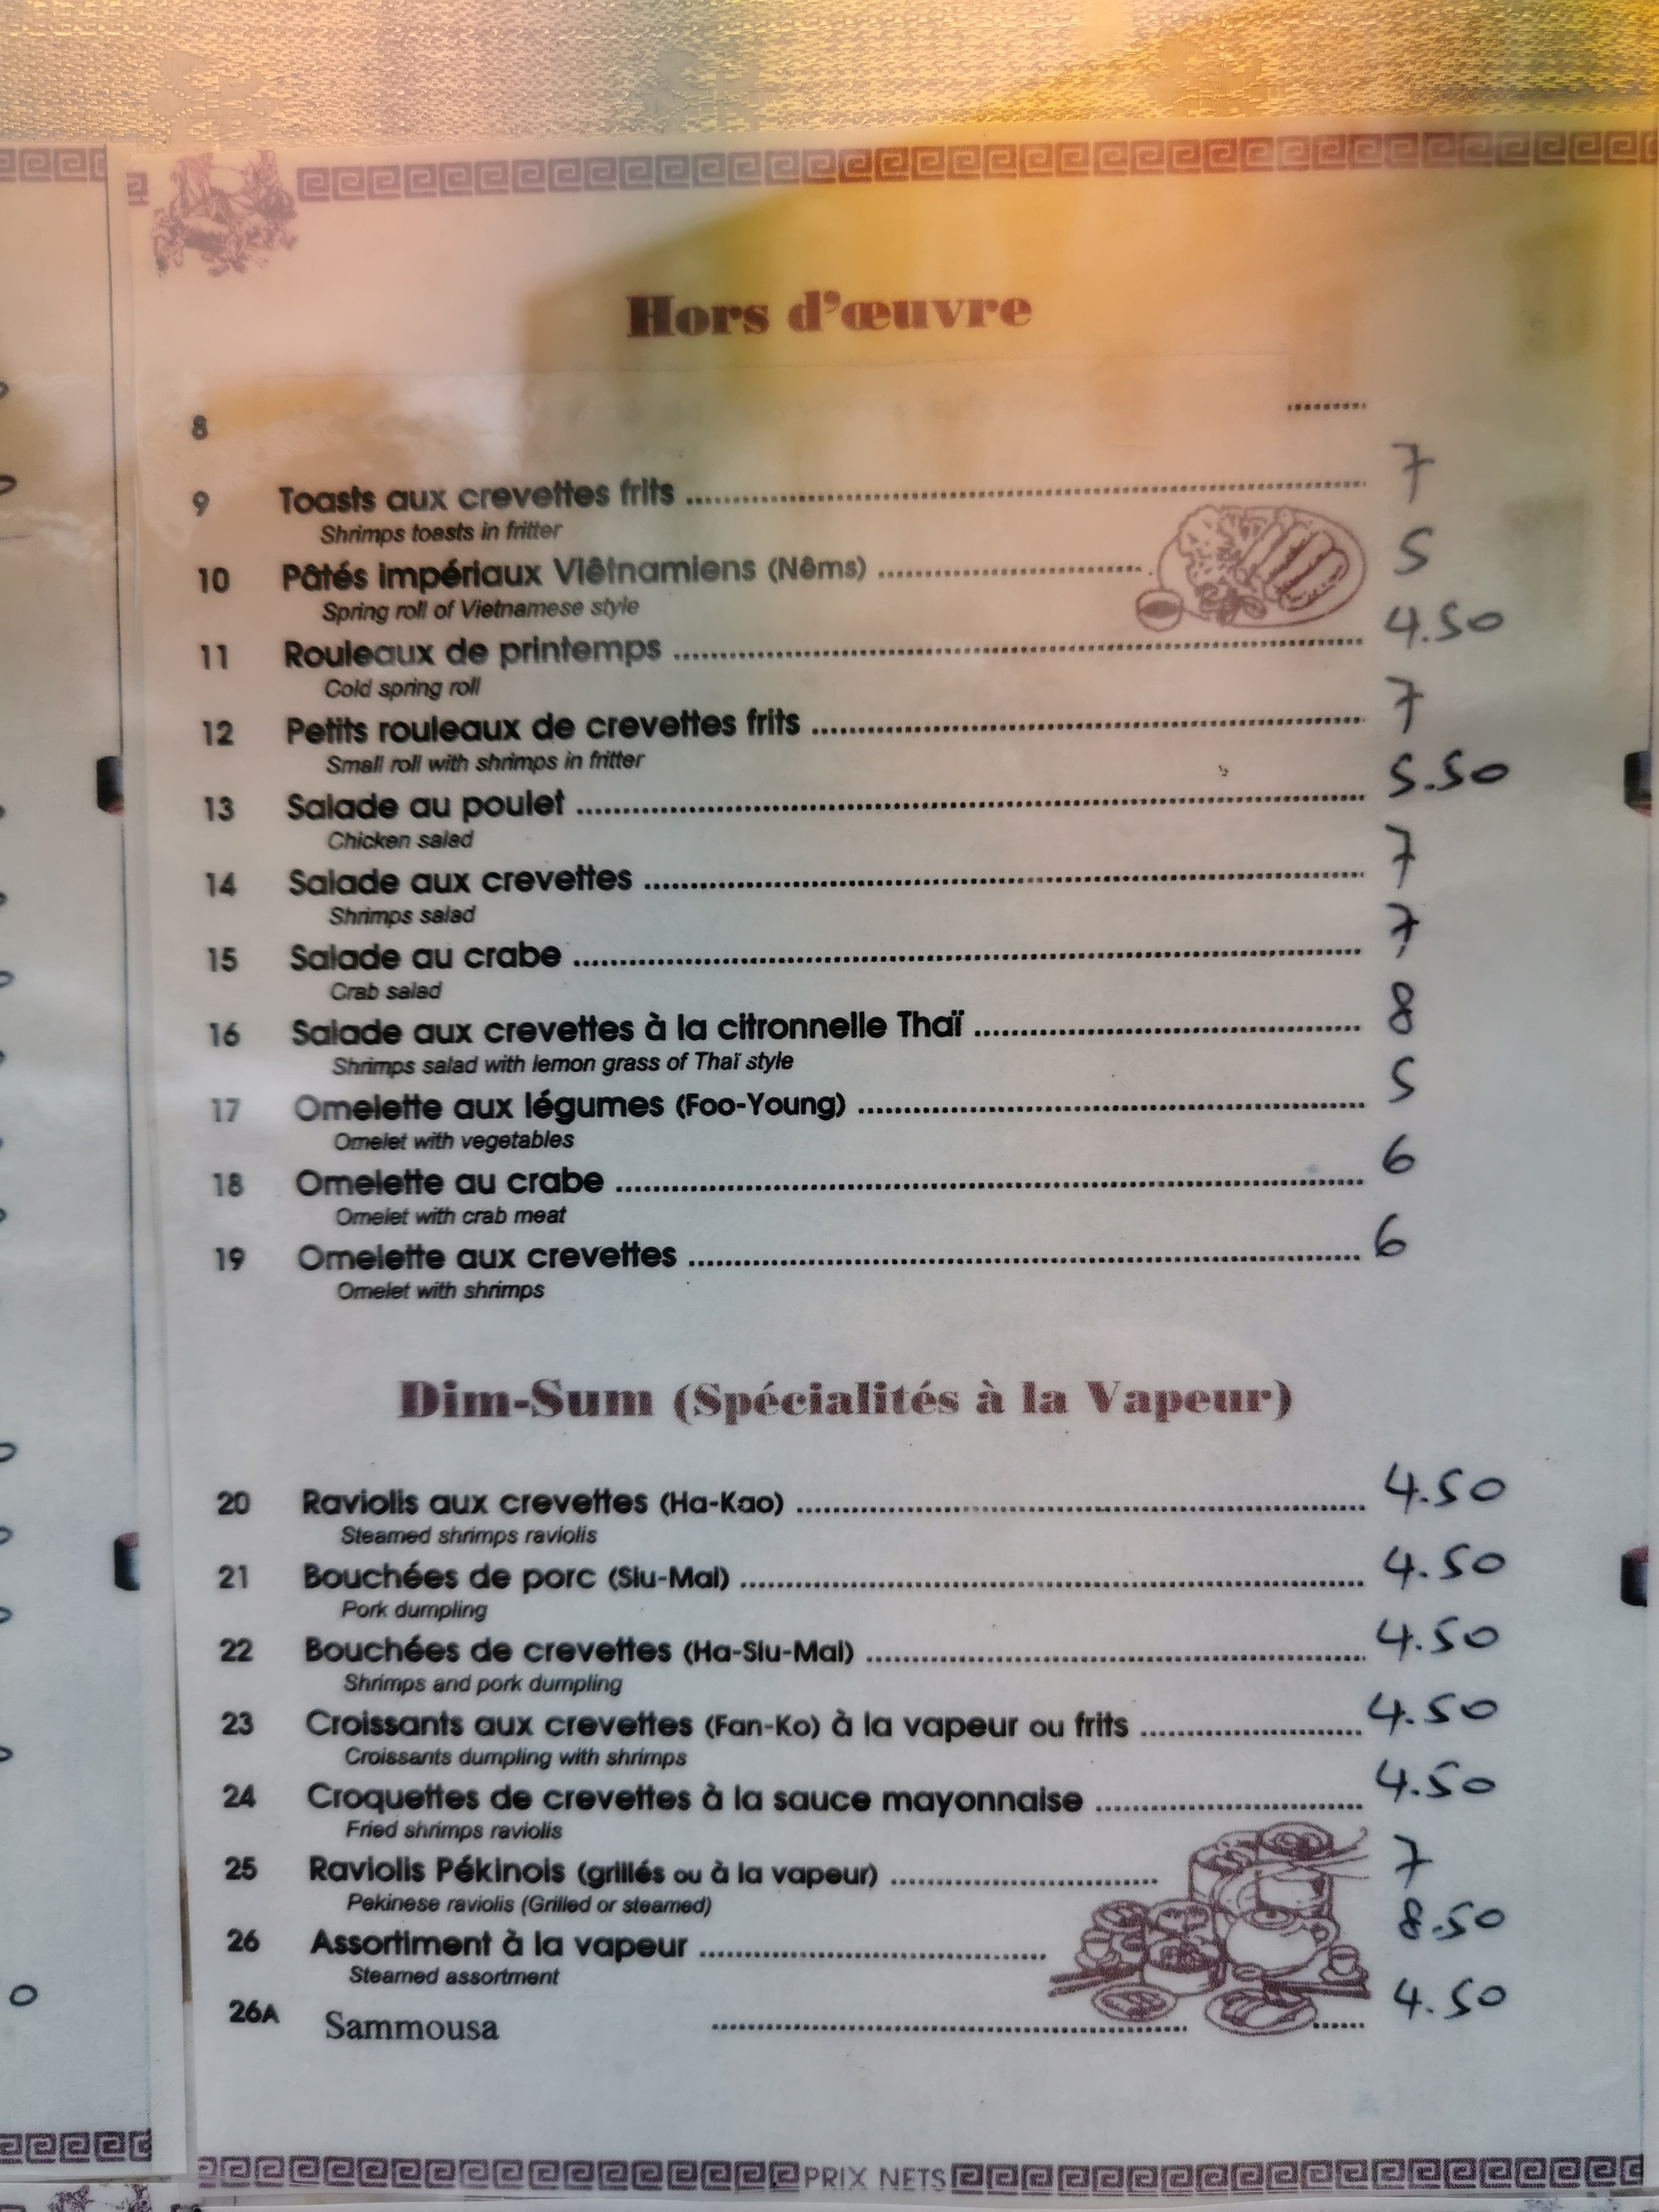 Hors d'œuvre
8 ........
9 Toasts aux crevettes frits ........ 7
Shrimps toasts in fritter
10 Pâtés impériaux Viêtnamiens (Nêms) ........ 5
Spring roll of Vietnamese style
11 Rouleaux de printemps ........ 4.50
Cold spring roll
12 Petits rouleaux de crevettes frits ........ 7
Small roll with shrimps in fritter
13 Salade au poulet ........ 5.50
Chicken salad
14 Salade aux crevettes ........ 7
Shrimps salad
15 Salade au crabe ........ 7
Crab salad
16 Salade aux crevettes à la citronnelle Thaï ........ 8
Shrimps salad with lemon grass of Thaï style
17 Omelette aux légumes (Foo-Young) ........ 5
Omelet with vegetables
18 Omelette au crabe ........ 6
Omelet with crab meat
19 Omelette aux crevettes ........ 6
Omelet with shrimps
Dim-Sum (Spécialités à la Vapeur)
20 Raviolis aux crevettes (Ha-Kao) ........ 4.50
Steamed shrimps raviolis
21 Bouchées de porc (Siu-Mai) ........ 4.50
Pork dumpling
22 Bouchées de crevettes (Ha-Siu-Mai) ........ 4.50
Shrimps and pork dumpling
23 Croissants aux crevettes (Fan-Ko) à la vapeur ou frits ........ 4.50
Croissants dumpling with shrimps
24 Croquettes de crevettes à la sauce mayonnaise ........ 4.50
Fried shrimps raviolis
25 Raviolis Pékinois (grillés ou à la vapeur) ........ 7
Pekinese raviolis (Grilled or steamed)
26 Assortiment à la vapeur ........ 8.50
Steamed assortment
26A Sammousa ........ 4.50
PRIX NETS